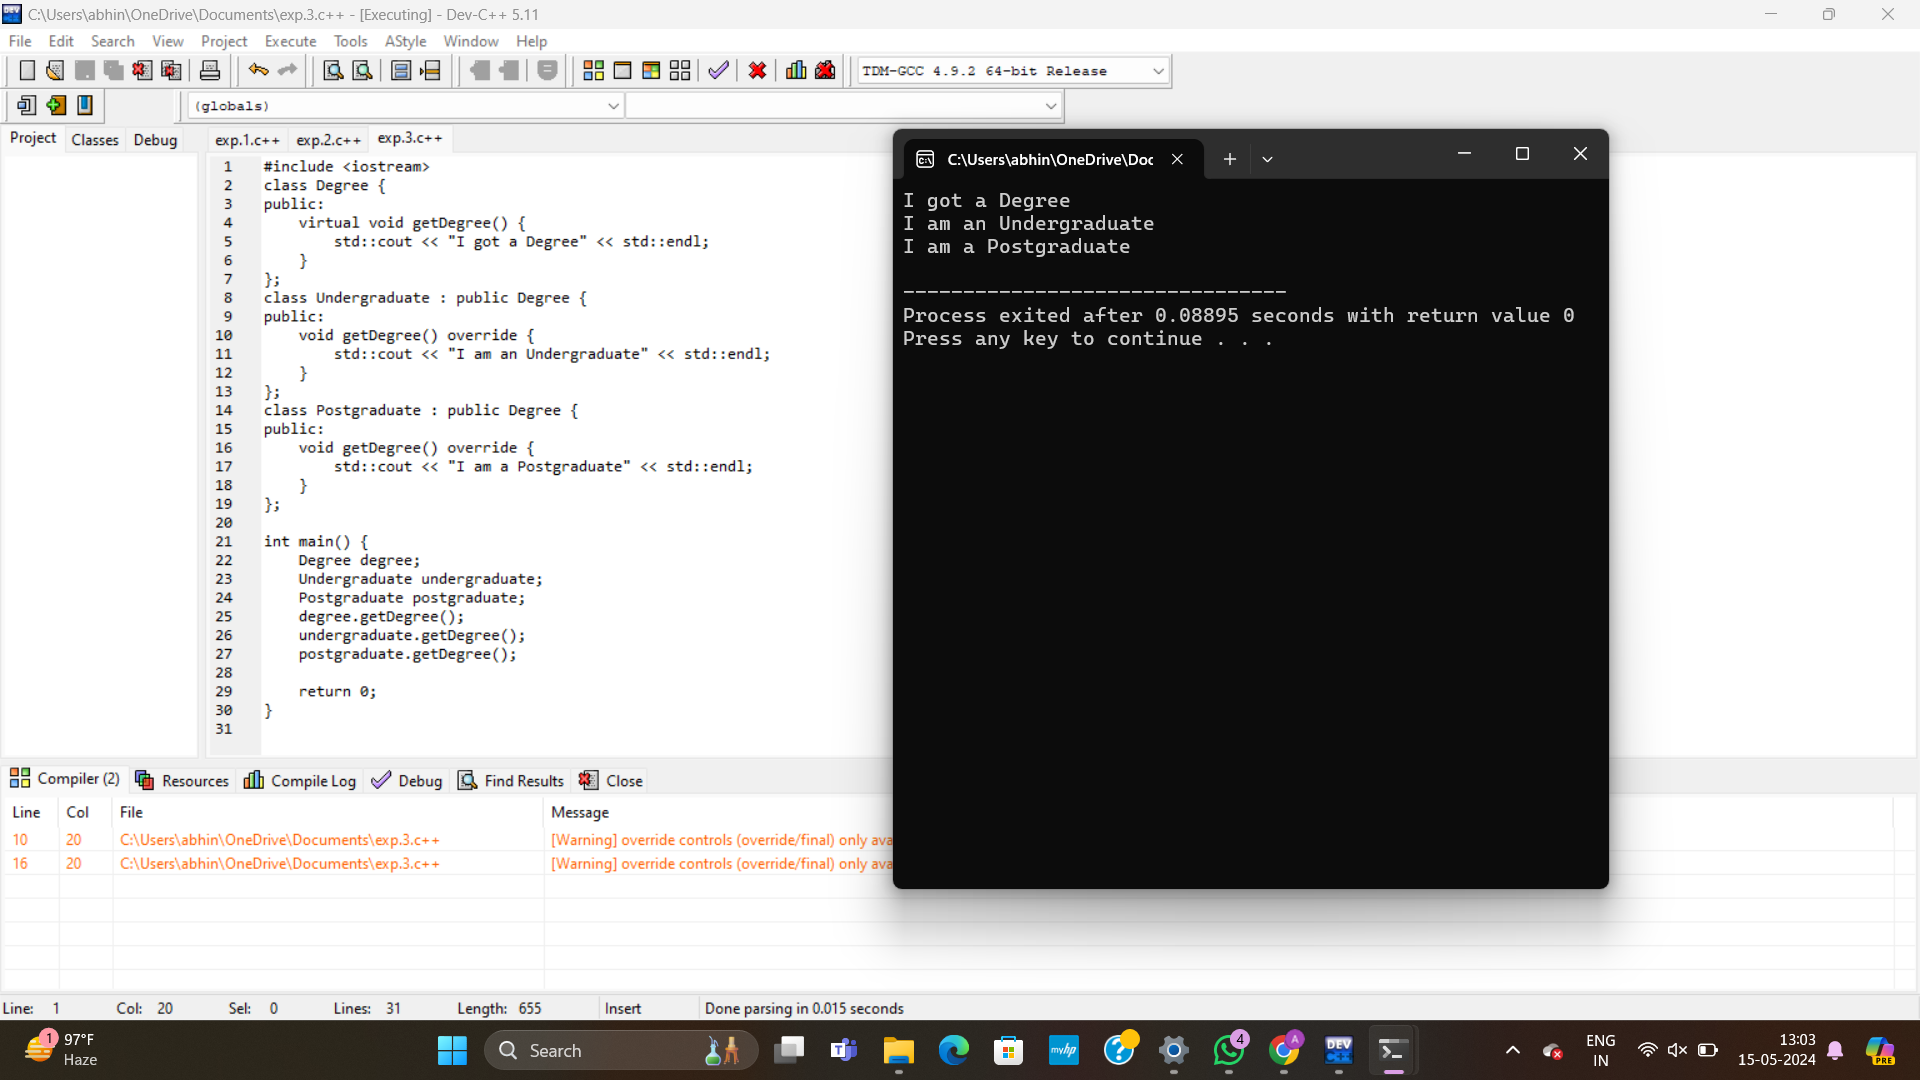 C:\Users\abhin\OneDrive\Documents\exp.3.c++ - [Executing] - Dev-C++ 5.11
File Edit Search View Project Execute Tools AStyle Window Help
TDM-GCC 4.9.2 64-bit Release
(globals)
Project Classes Debug
exp.1.c++ exp.2.c++ exp.3.c++
1 #include <iostream>
2 class Degree {
3 public:
4 virtual void getDegree() {
5 std::cout << "I got a Degree" << std::endl;
6 }
7 };
8 class Undergraduate : public Degree {
9 public:
10 void getDegree() override {
11 std::cout << "I am an Undergraduate" << std::endl;
12 }
13 };
14 class Postgraduate : public Degree {
15 public:
16 void getDegree() override {
17 std::cout << "I am a Postgraduate" << std::endl;
18 }
19 };
20
21 int main() {
22 Degree degree;
23 Undergraduate undergraduate;
24 Postgraduate postgraduate;
25 degree.getDegree();
26 undergraduate.getDegree();
27 postgraduate.getDegree();
28
29 return 0;
30 }
31
C:\Users\abhin\OneDrive\Doc
I got a Degree
I am an Undergraduate
I am a Postgraduate
--------------------------------
Process exited after 0.08895 seconds with return value 0
Press any key to continue . . .
Compiler (2) Resources Compile Log Debug Find Results Close
Line Col File Message
10 20 C:\Users\abhin\OneDrive\Documents\exp.3.c++ [Warning] override controls (override/final) only ava
16 20 C:\Users\abhin\OneDrive\Documents\exp.3.c++ [Warning] override controls (override/final) only ava
Line: 1 Col: 20 Sel: 0 Lines: 31 Length: 655 Insert Done parsing in 0.015 seconds
1
97°F
Haze
Search
myhp
4
A
DEV
ENG
IN
13:03
15-05-2024
PRE